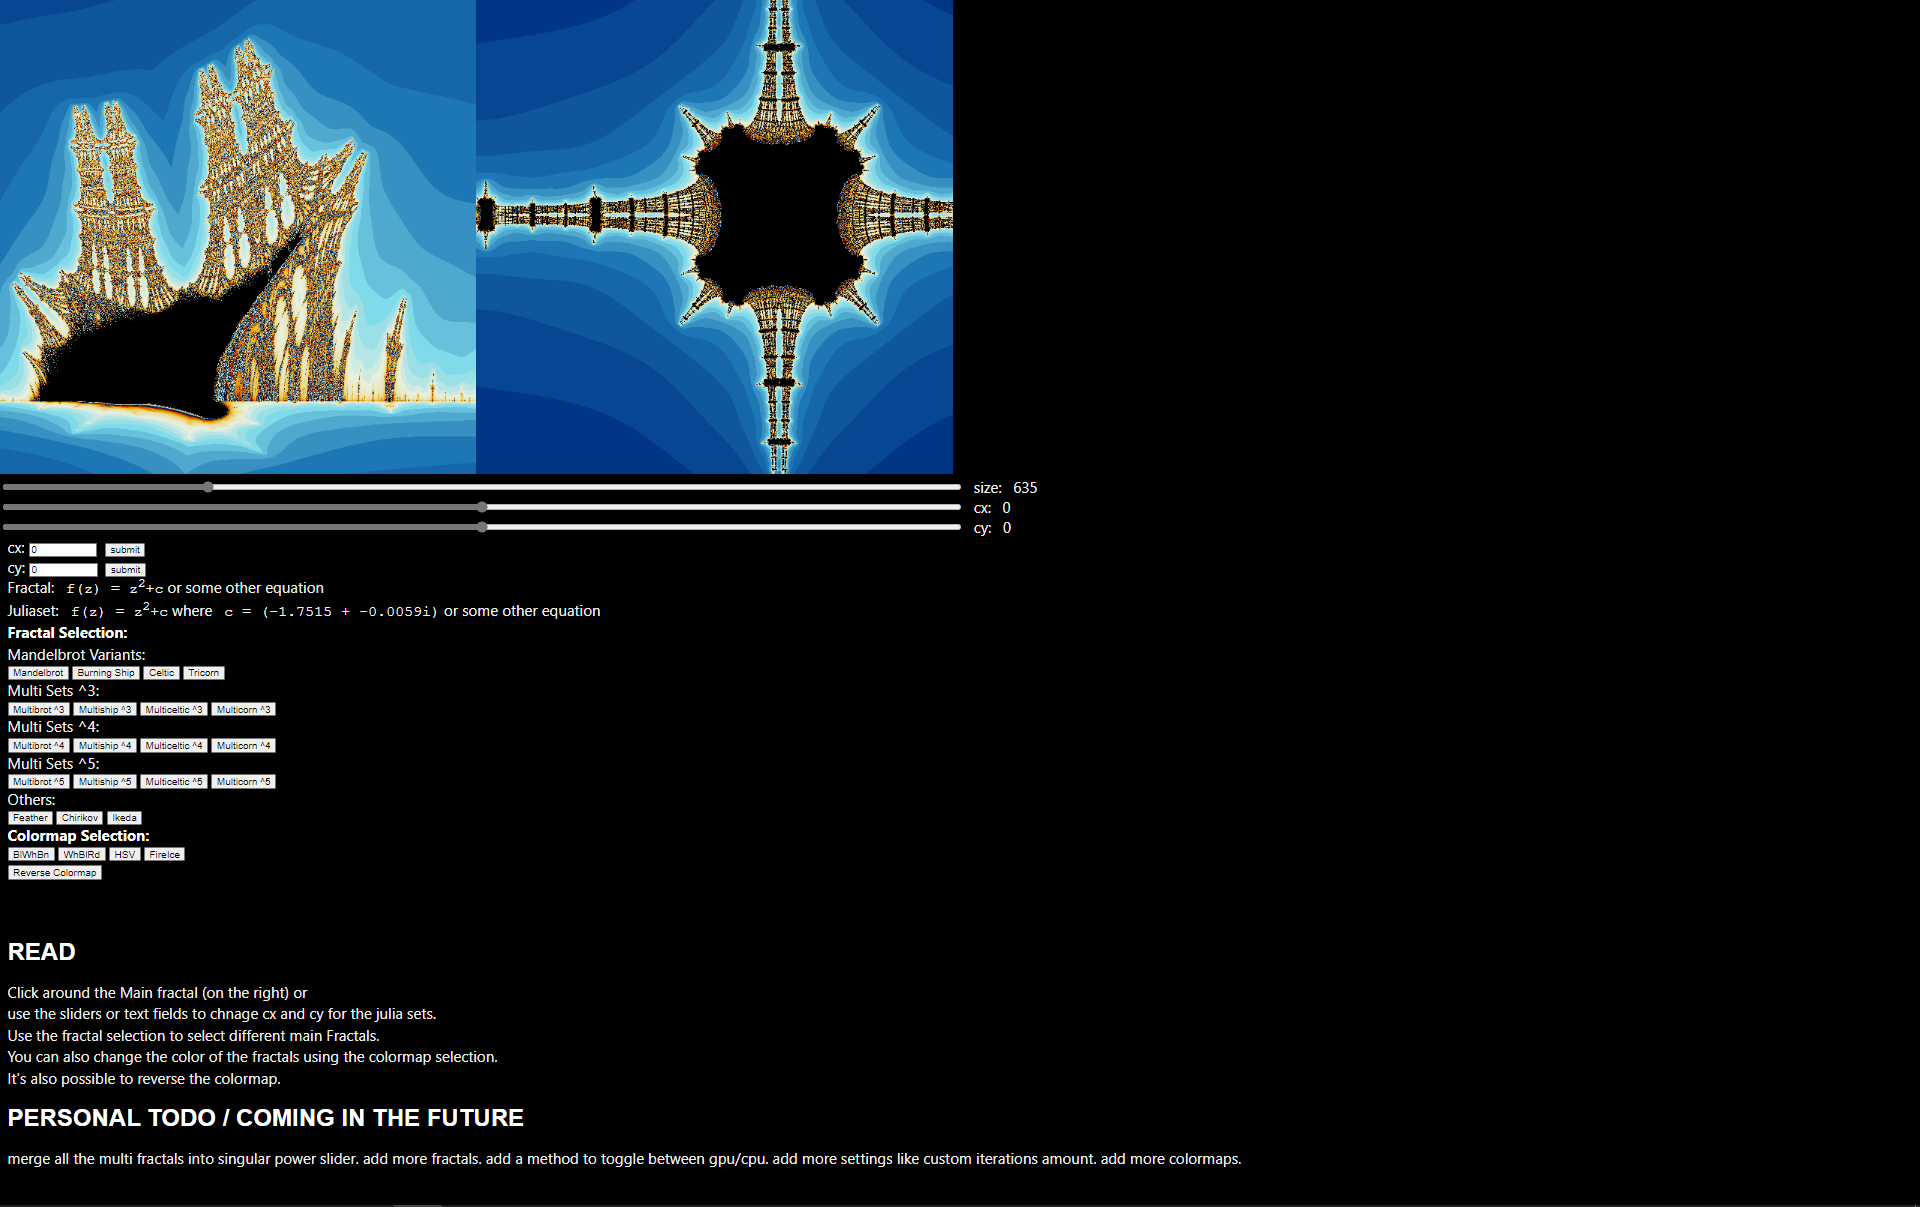 size: 635
cx: 0
cy: 0
cx: 0 submit
cy: 0 submit
Fractal: f(z) = z²+c or some other equation
Juliaset: f(z) = z²+c where c = (-1.7515 + -0.0059i) or some other equation
Fractal Selection:
Mandelbrot Variants:
Mandelbrot Burning Ship Celtic Tricorn
Multi Sets ^3:
Multibrot ^3 Multiship ^3 Multiceltic ^3 Multicorn ^3
Multi Sets ^4:
Multibrot ^4 Multiship ^4 Multiceltic ^4 Multicorn ^4
Multi Sets ^5:
Multibrot ^5 Multiship ^5 Multiceltic ^5 Multicorn ^5
Others:
Feather Chirikov Ikeda
Colormap Selection:
BlWhBn WhBlRd HSV FireIce
Reverse Colormap
READ
Click around the Main fractal (on the right) or
use the sliders or text fields to chnage cx and cy for the julia sets.
Use the fractal selection to select different main Fractals.
You can also change the color of the fractals using the colormap selection.
It's also possible to reverse the colormap.
PERSONAL TODO / COMING IN THE FUTURE
merge all the multi fractals into singular power slider. add more fractals. add a method to toggle between gpu/cpu. add more settings like custom iterations amount. add more colormaps.